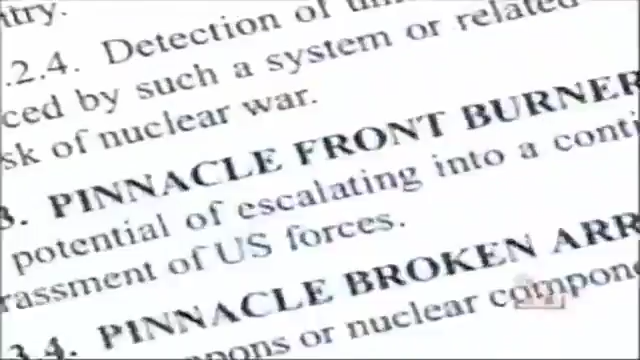 .2.4. Detection of
ced by such a system or related
sk of nuclear war.
3. PINNACLE FRONT BURNER
potential of escalating into a conti
rassment of US forces.
3.4. PINNACLE BROKEN ARR
pons or nuclear compon